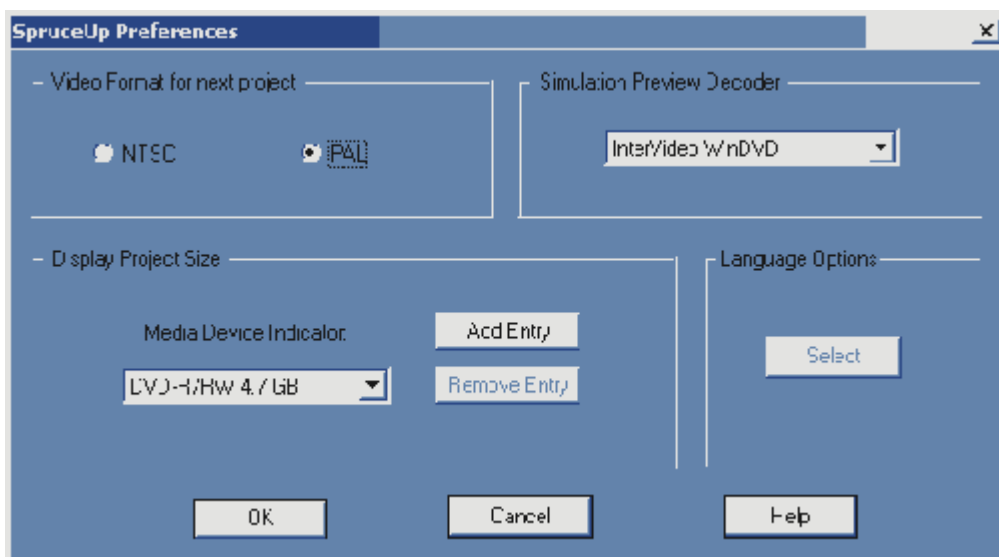 SpruceUp Preferences
Video Format for next project
NTSC
PAL
Simulation Preview Decoder
InterVideo WinDVD
Display Project Size
Media Device Indicator:
DVD-R/RW 4.7 GB
Add Entry
Remove Entry
Language Options
Select
OK
Cancel
Help